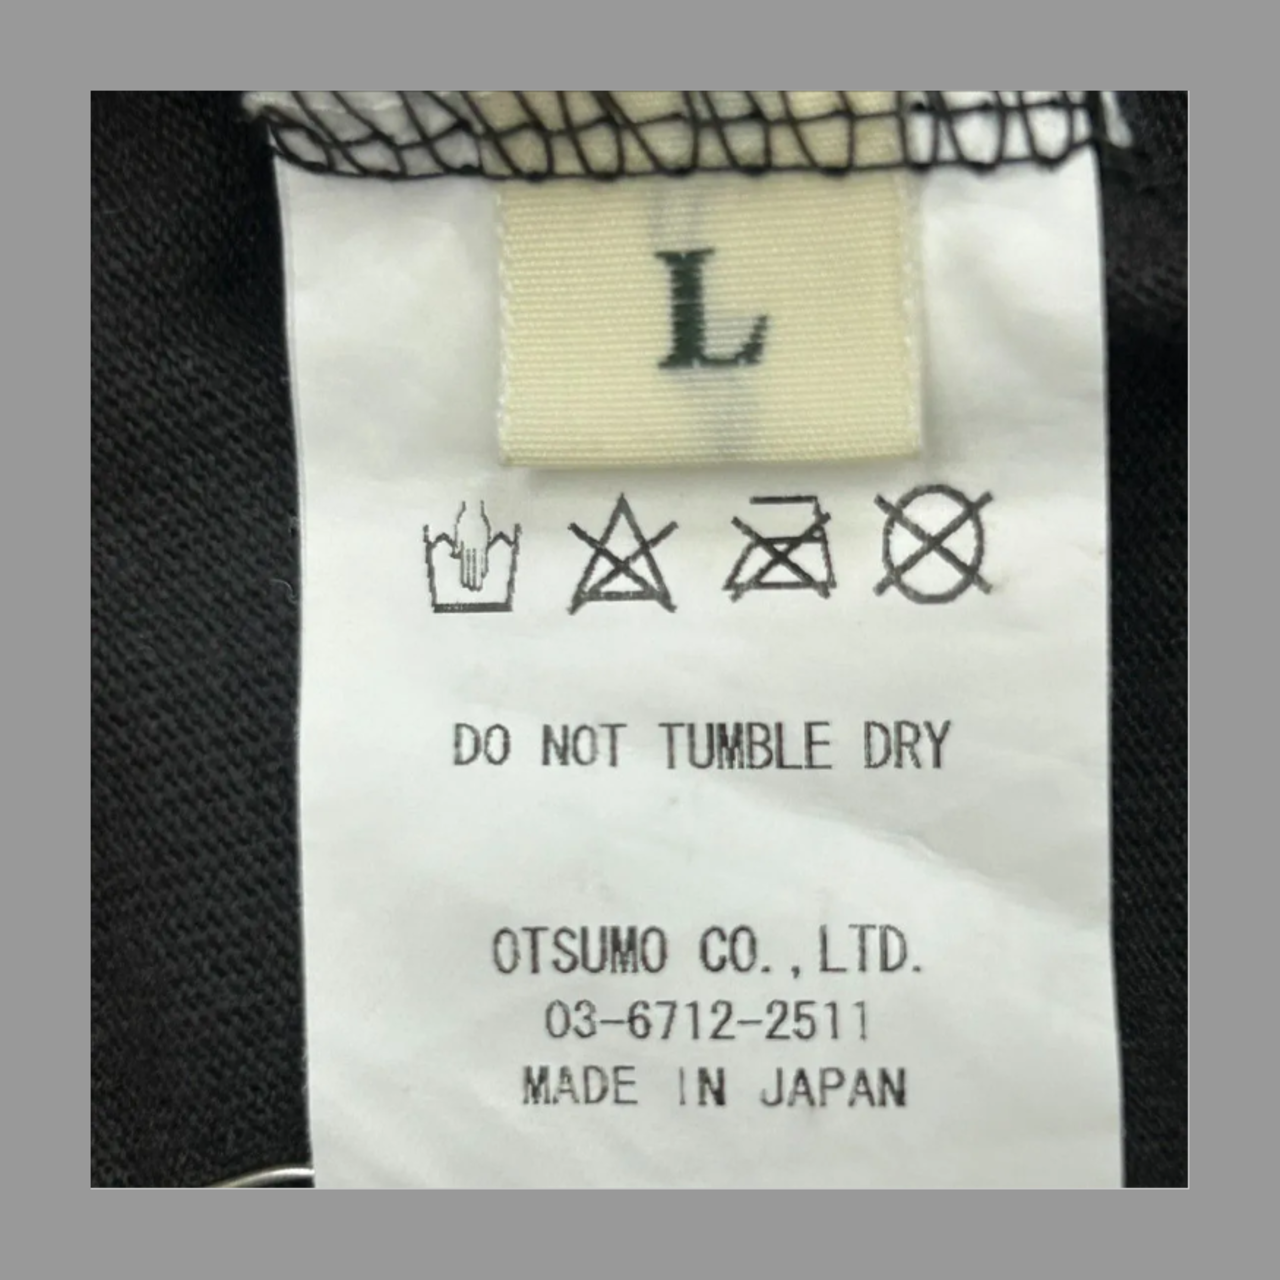 L
DO NOT TUMBLE DRY
OTSUMO CO.,LTD.
03-6712-2511
MADE IN JAPAN